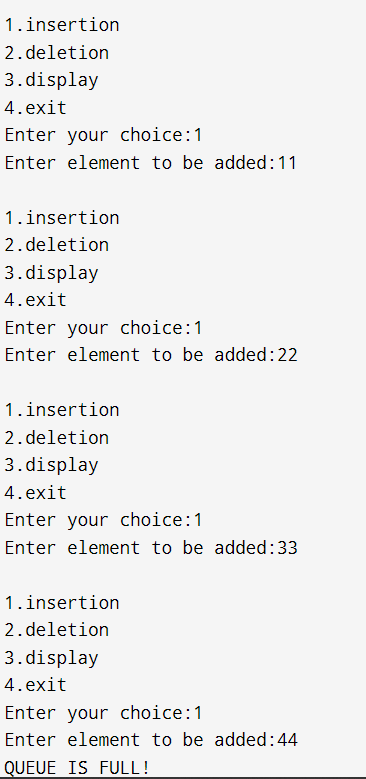 1.insertion
2.deletion
3.display
4.exit
Enter your choice:1
Enter element to be added:11

1.insertion
2.deletion
3.display
4.exit
Enter your choice:1
Enter element to be added:22

1.insertion
2.deletion
3.display
4.exit
Enter your choice:1
Enter element to be added:33

1.insertion
2.deletion
3.display
4.exit
Enter your choice:1
Enter element to be added:44
QUEUE IS FULL!